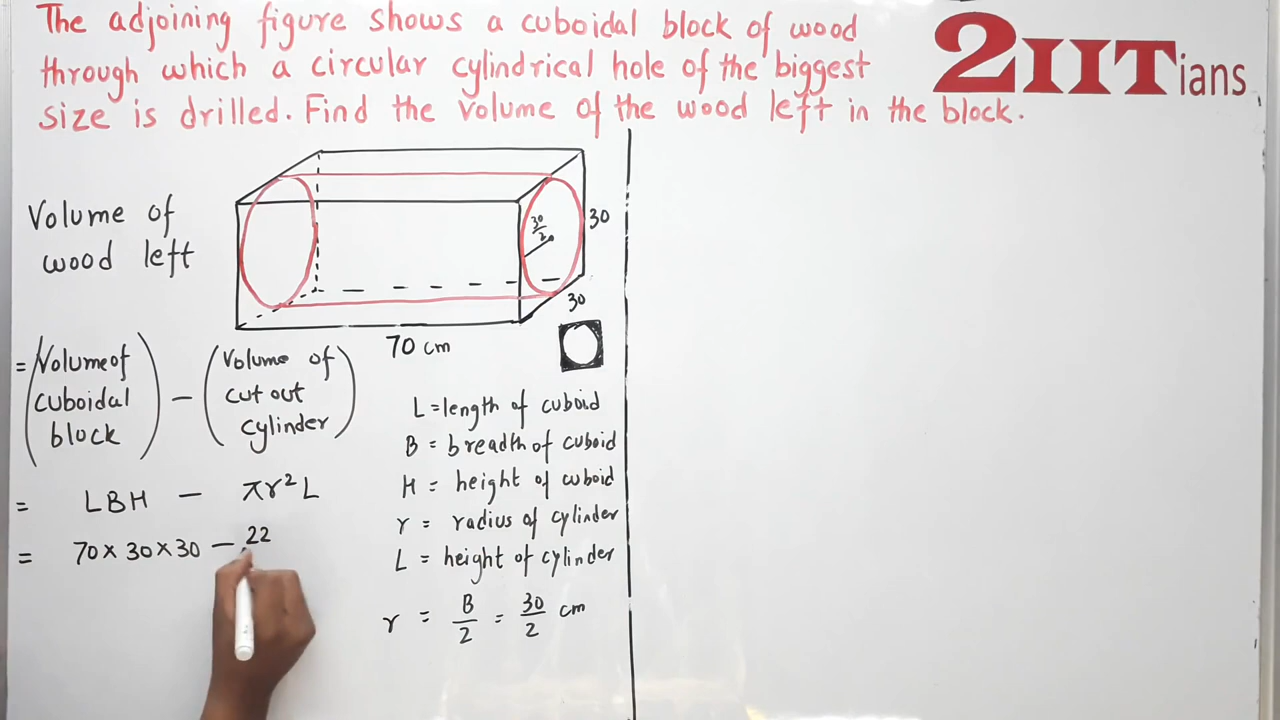 The adjoining figure shows a cuboidal block of wood
through which a circular cylindrical hole of the biggest
size is drilled. Find the volume of the wood left in the block.
2IITians
30/2
30
30
70 cm
Volume of
wood left
= (Volume of cuboidal block) - (Volume of cut out cylinder)
= LBH - πr²L
= 70 × 30 × 30 - 22
L = length of cuboid
B = breadth of cuboid
H = height of cuboid
r = radius of cylinder
L = height of cylinder
r = B/2 = 30/2 cm